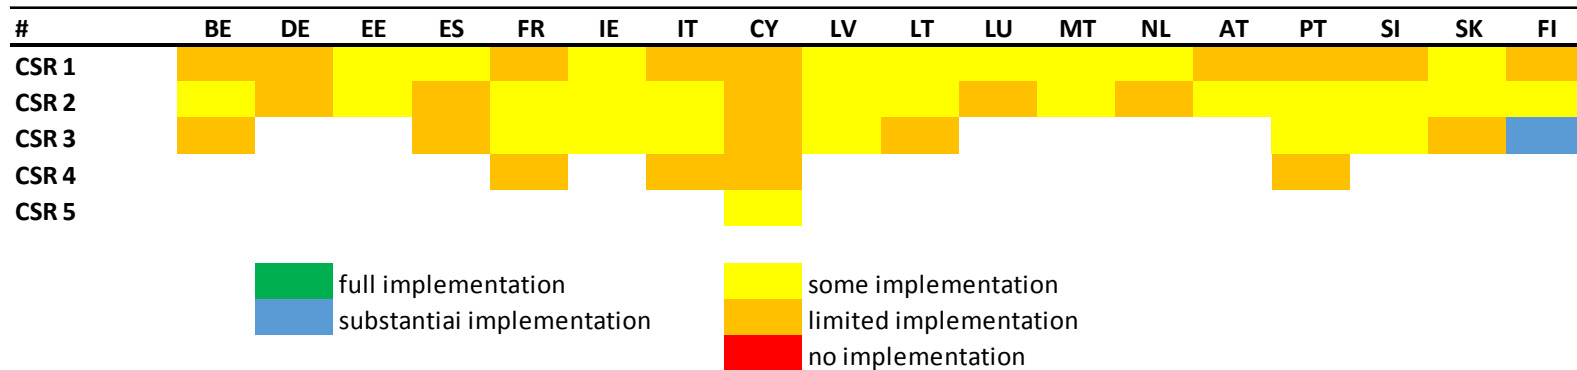 # BE DE EE ES FR IE IT CY LV LT LU MT NL AT PT SI SK FI
CSR 1
CSR 2
CSR 3
CSR 4
CSR 5
full implementation some implementation
substantiai implementation limited implementation
no implementation